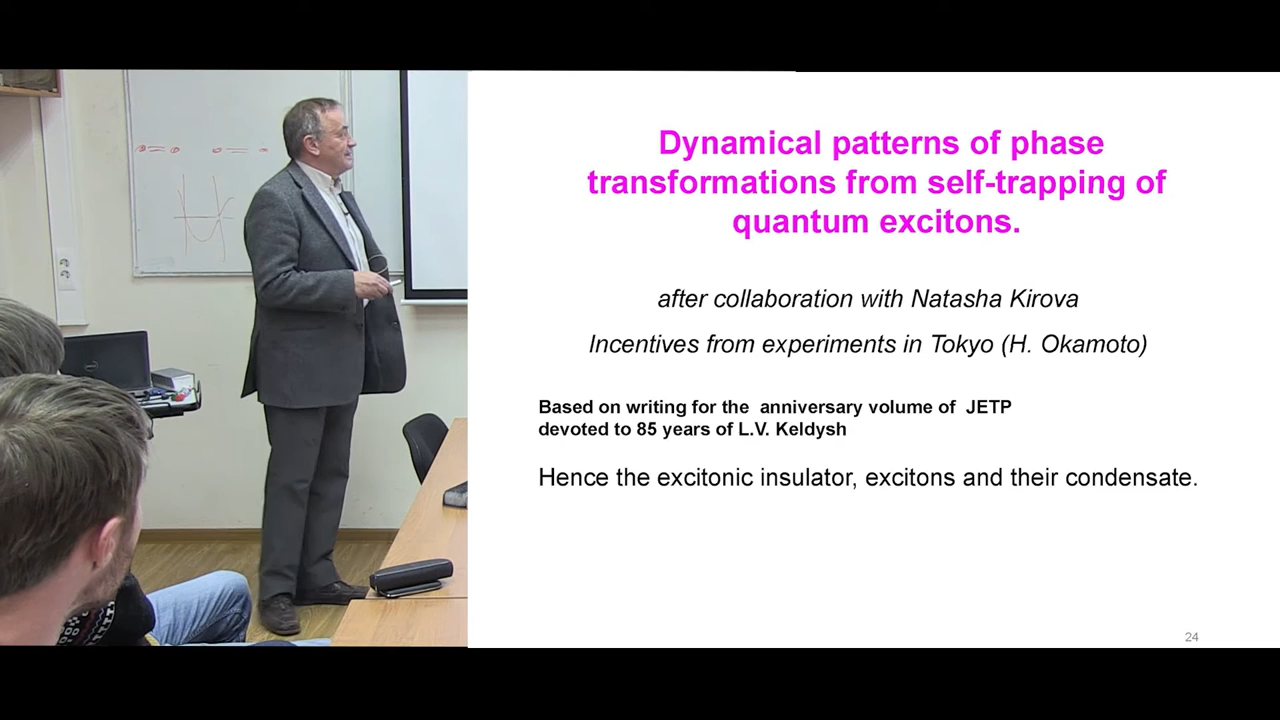 Dynamical patterns of phase
transformations from self-trapping of
quantum excitons.
after collaboration with Natasha Kirova
Incentives from experiments in Tokyo (H. Okamoto)
Based on writing for the anniversary volume of JETP
devoted to 85 years of L.V. Keldysh
Hence the excitonic insulator, excitons and their condensate.
24